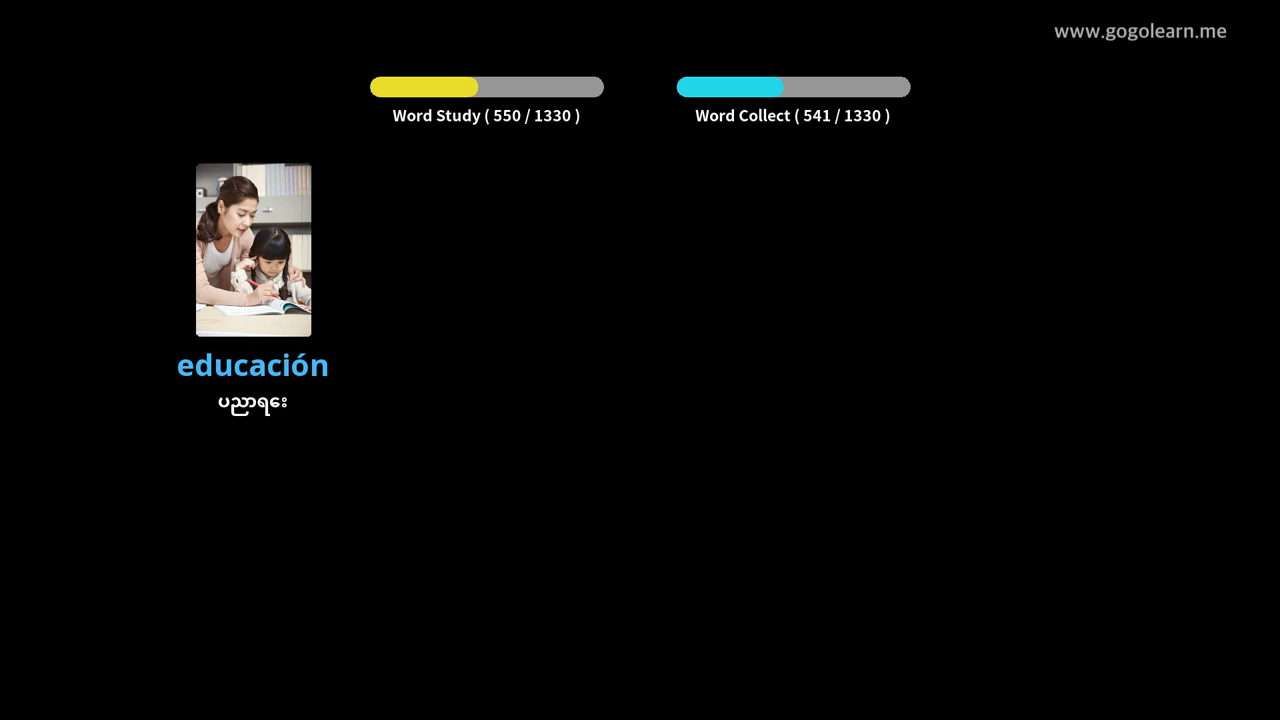 www.gogolearn.me
Word Study ( 550 / 1330 )
Word Collect ( 541 / 1330 )
educación
ပညာရေး